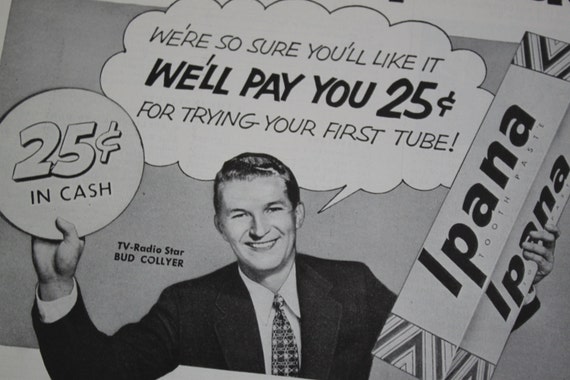 WE'RE SO SURE YOU'LL LIKE IT
WE'LL PAY YOU 25¢
FOR TRYING YOUR FIRST TUBE!
25¢
IN CASH
TV-Radio Star
BUD COLLYER
Ipana
TOOTH PASTE
Ipana